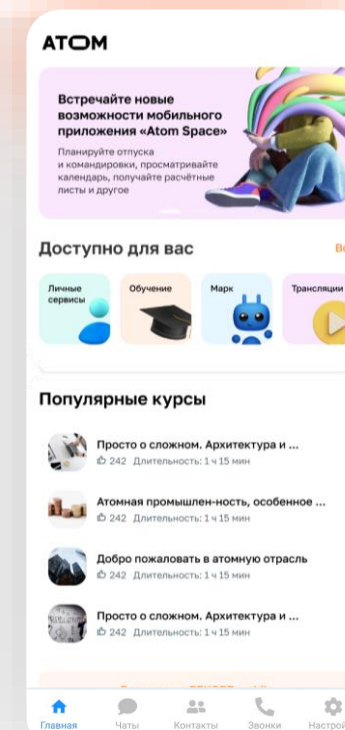 АТОМ
Встречайте новые
возможности мобильного
приложения «Atom Space»
Планируйте отпуска
и командировки, просматривайте
календарь, получайте расчётные
листы и другое
Доступно для вас
Личные
сервисы
Обучение
Марк
Трансляции
Популярные курсы
Просто о сложном. Архитектура и ...
242 Длительность: 1 ч 15 мин
Атомная промышлен-ность, особенное ...
242 Длительность: 1 ч 15 мин
Добро пожаловать в атомную отрасль
242 Длительность: 1 ч 15 мин
Просто о сложном. Архитектура и ...
242 Длительность: 1 ч 15 мин
Главная Чаты Контакты Звонки